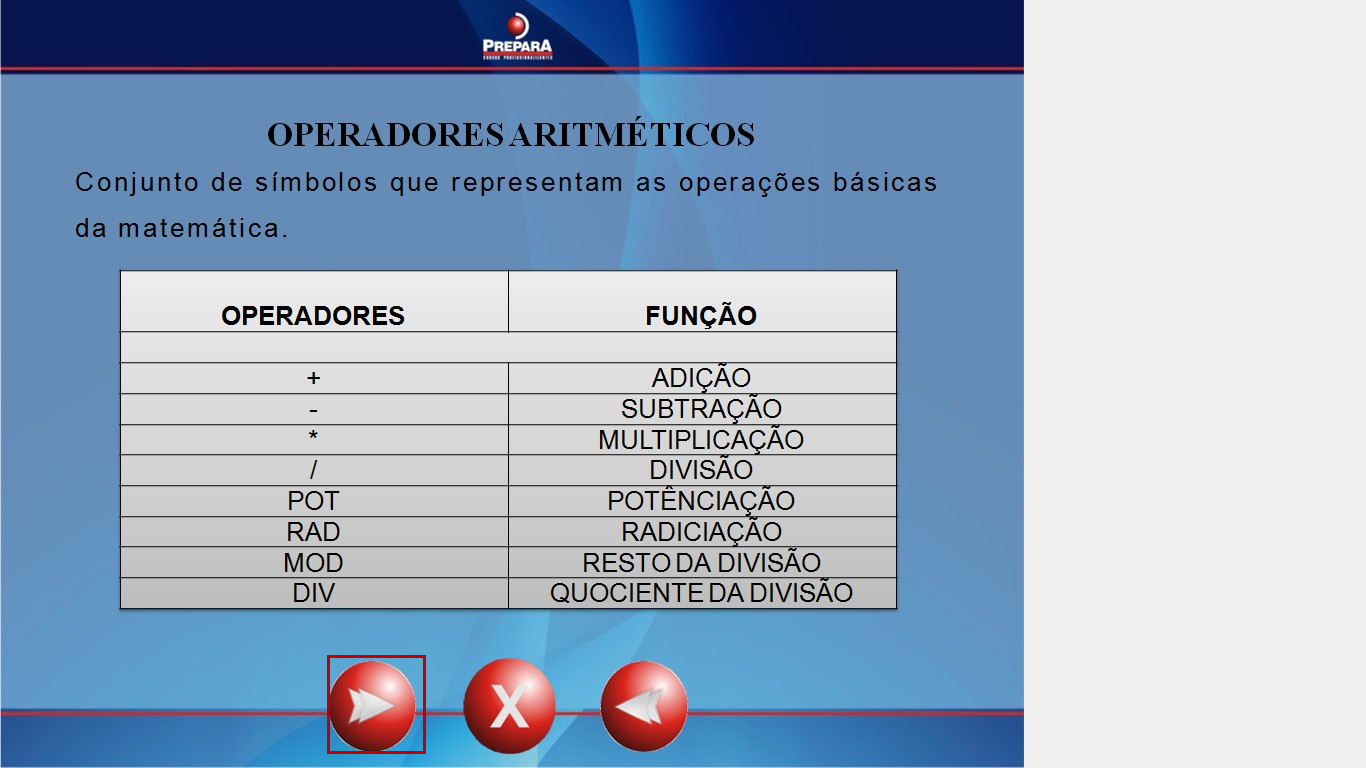 PREPARA
CURSOS PROFISSIONALIZANTES
OPERADORES ARITMÉTICOS
Conjunto de símbolos que representam as operações básicas
da matemática.
OPERADORES FUNÇÃO
+ ADIÇÃO
- SUBTRAÇÃO
* MULTIPLICAÇÃO
/ DIVISÃO
POT POTÊNCIAÇÃO
RAD RADICIAÇÃO
MOD RESTO DA DIVISÃO
DIV QUOCIENTE DA DIVISÃO
X